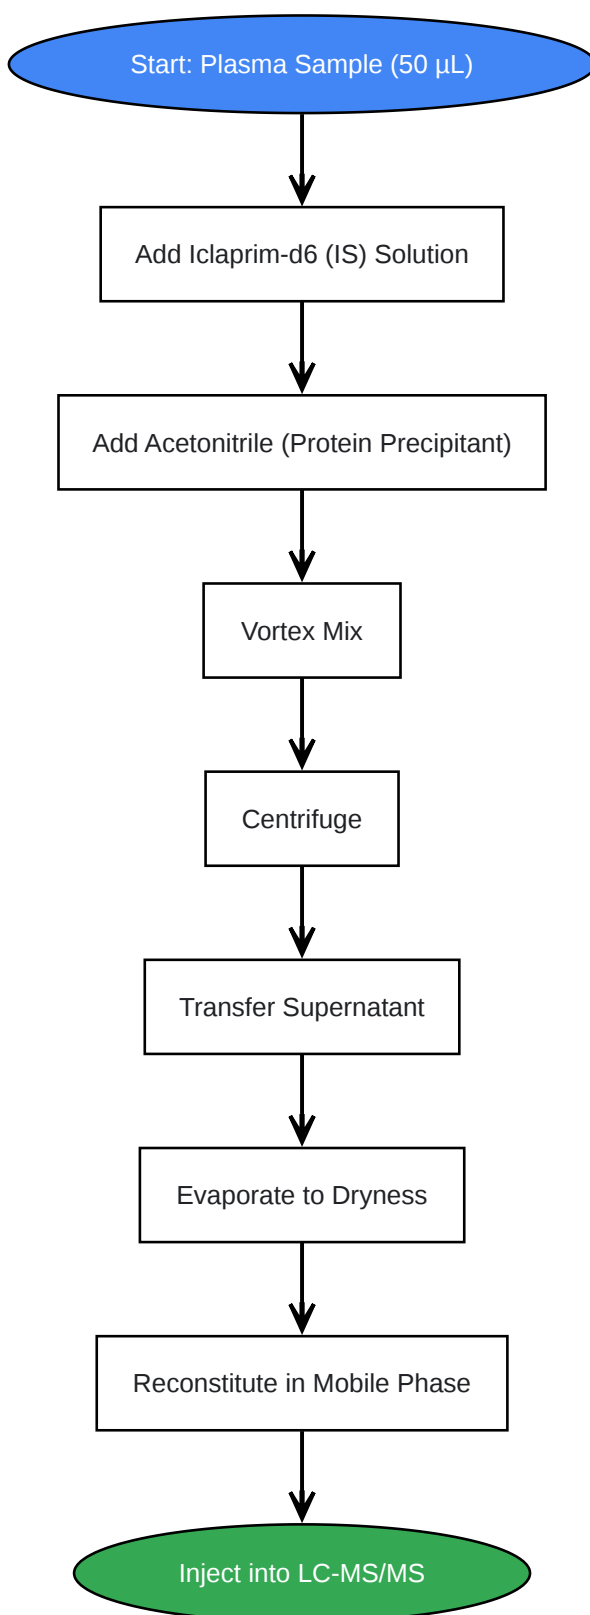 Start: Plasma Sample (50 µL)
Add Iclaprim-d6 (IS) Solution
Add Acetonitrile (Protein Precipitant)
Vortex Mix
Centrifuge
Transfer Supernatant
Evaporate to Dryness
Reconstitute in Mobile Phase
Inject into LC-MS/MS